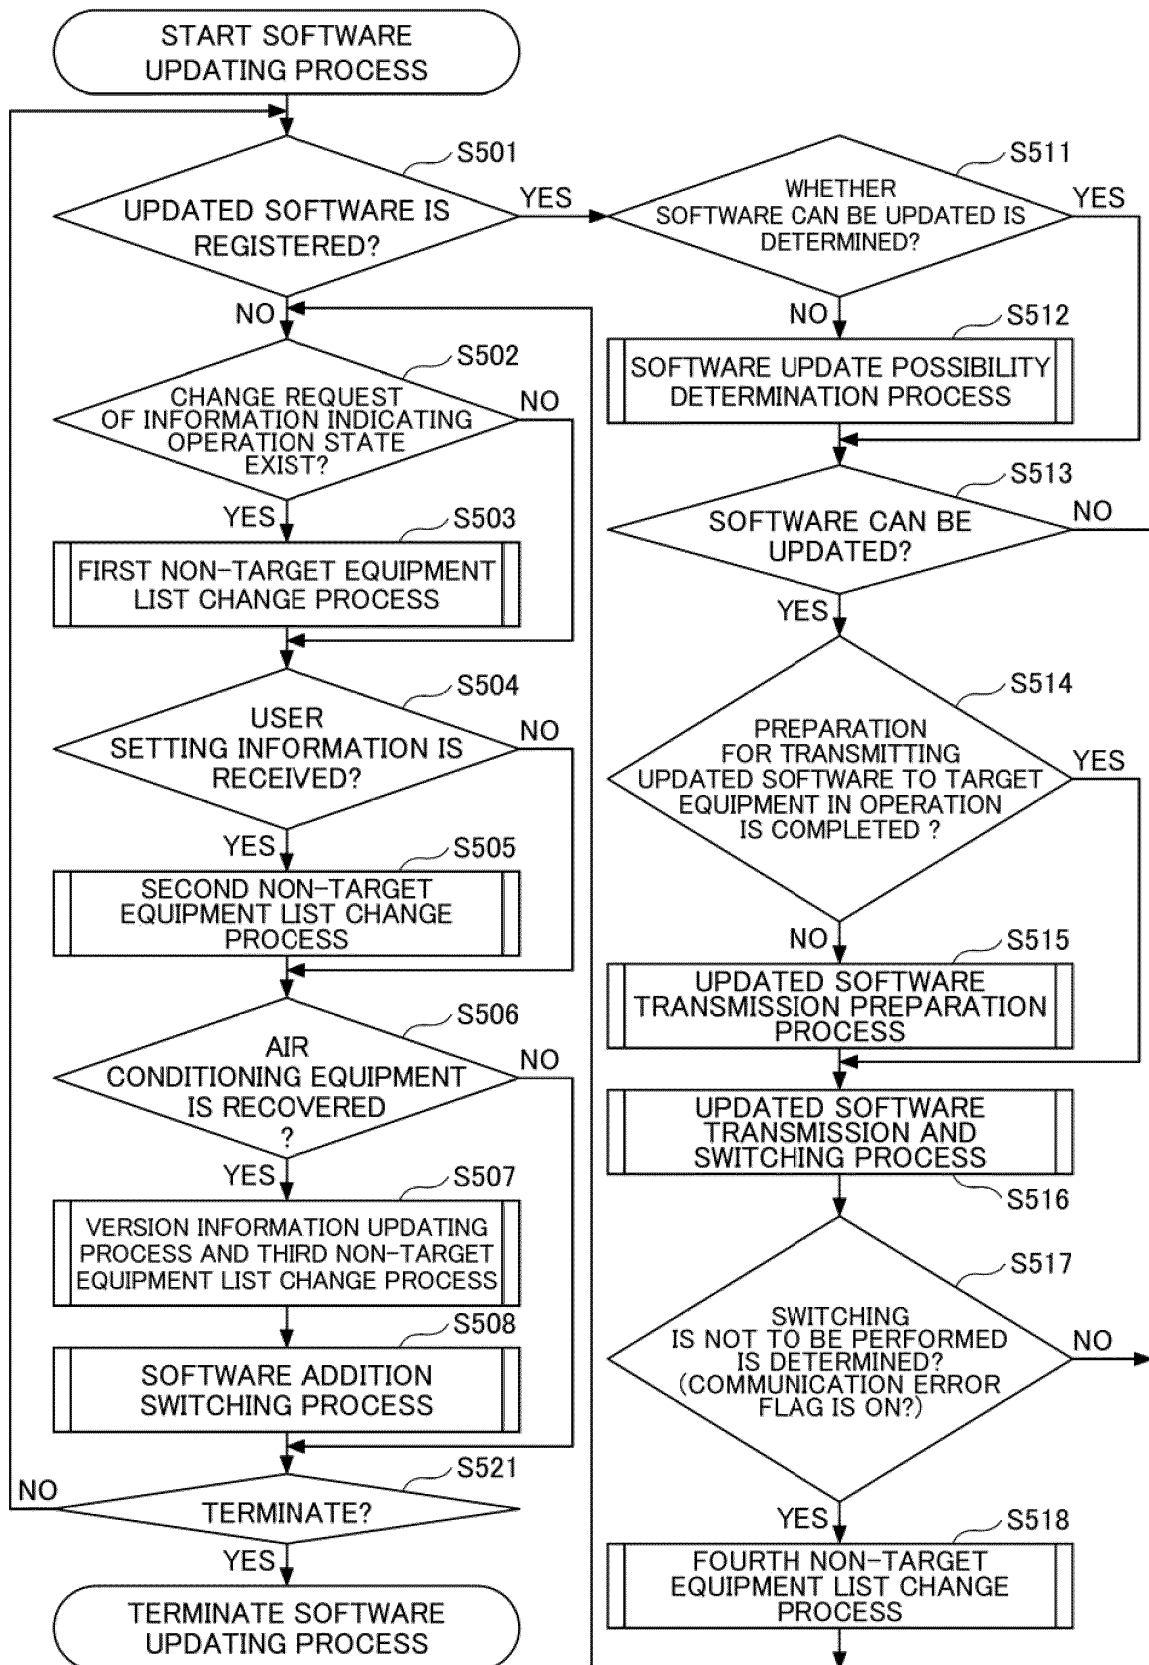 START SOFTWARE
UPDATING PROCESS
S501
UPDATED SOFTWARE IS
REGISTERED?
YES
NO
S502
CHANGE REQUEST
OF INFORMATION INDICATING
OPERATION STATE
EXIST?
NO
YES
S503
FIRST NON-TARGET EQUIPMENT
LIST CHANGE PROCESS
S504
USER
SETTING INFORMATION IS
RECEIVED?
NO
YES
S505
SECOND NON-TARGET
EQUIPMENT LIST CHANGE
PROCESS
S506
AIR
CONDITIONING EQUIPMENT
IS RECOVERED
?
NO
YES
S507
VERSION INFORMATION UPDATING
PROCESS AND THIRD NON-TARGET
EQUIPMENT LIST CHANGE PROCESS
S508
SOFTWARE ADDITION
SWITCHING PROCESS
S521
NO
TERMINATE?
YES
TERMINATE SOFTWARE
UPDATING PROCESS
S511
WHETHER
SOFTWARE CAN BE UPDATED IS
DETERMINED?
YES
NO
S512
SOFTWARE UPDATE POSSIBILITY
DETERMINATION PROCESS
S513
SOFTWARE CAN BE
UPDATED?
NO
YES
S514
PREPARATION
FOR TRANSMITTING
UPDATED SOFTWARE TO TARGET
EQUIPMENT IN OPERATION
IS COMPLETED ?
YES
NO
S515
UPDATED SOFTWARE
TRANSMISSION PREPARATION
PROCESS
UPDATED SOFTWARE
TRANSMISSION AND
SWITCHING PROCESS
S516
S517
SWITCHING
IS NOT TO BE PERFORMED
IS DETERMINED?
(COMMUNICATION ERROR
FLAG IS ON?)
NO
YES
S518
FOURTH NON-TARGET
EQUIPMENT LIST CHANGE
PROCESS